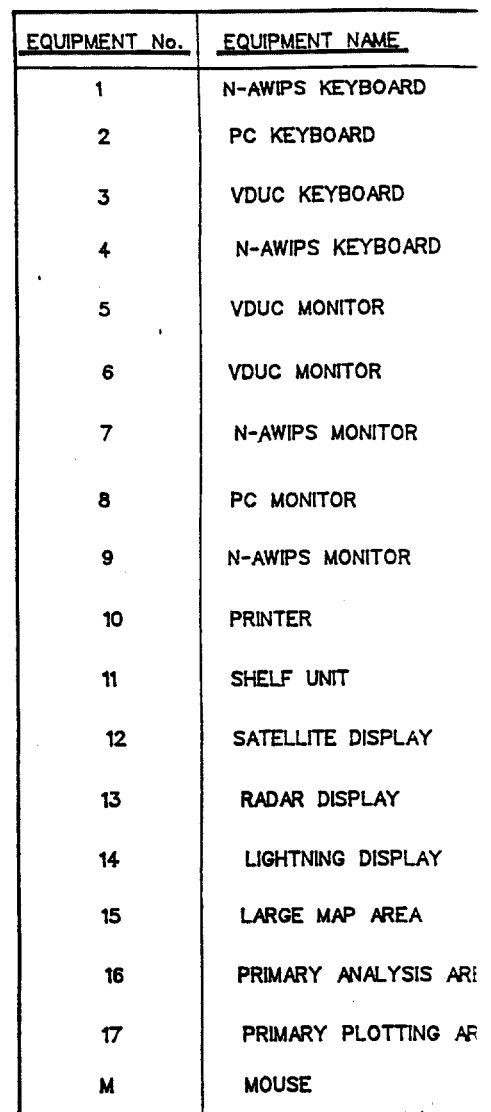 EQUIPMENT No. EQUIPMENT NAME
1 N-AWIPS KEYBOARD
2 PC KEYBOARD
3 VDUC KEYBOARD
4 N-AWIPS KEYBOARD
5 VDUC MONITOR
6 VDUC MONITOR
7 N-AWIPS MONITOR
8 PC MONITOR
9 N-AWIPS MONITOR
10 PRINTER
11 SHELF UNIT
12 SATELLITE DISPLAY
13 RADAR DISPLAY
14 LIGHTNING DISPLAY
15 LARGE MAP AREA
16 PRIMARY ANALYSIS
17 PRIMARY PLOTTING
M MOUSE